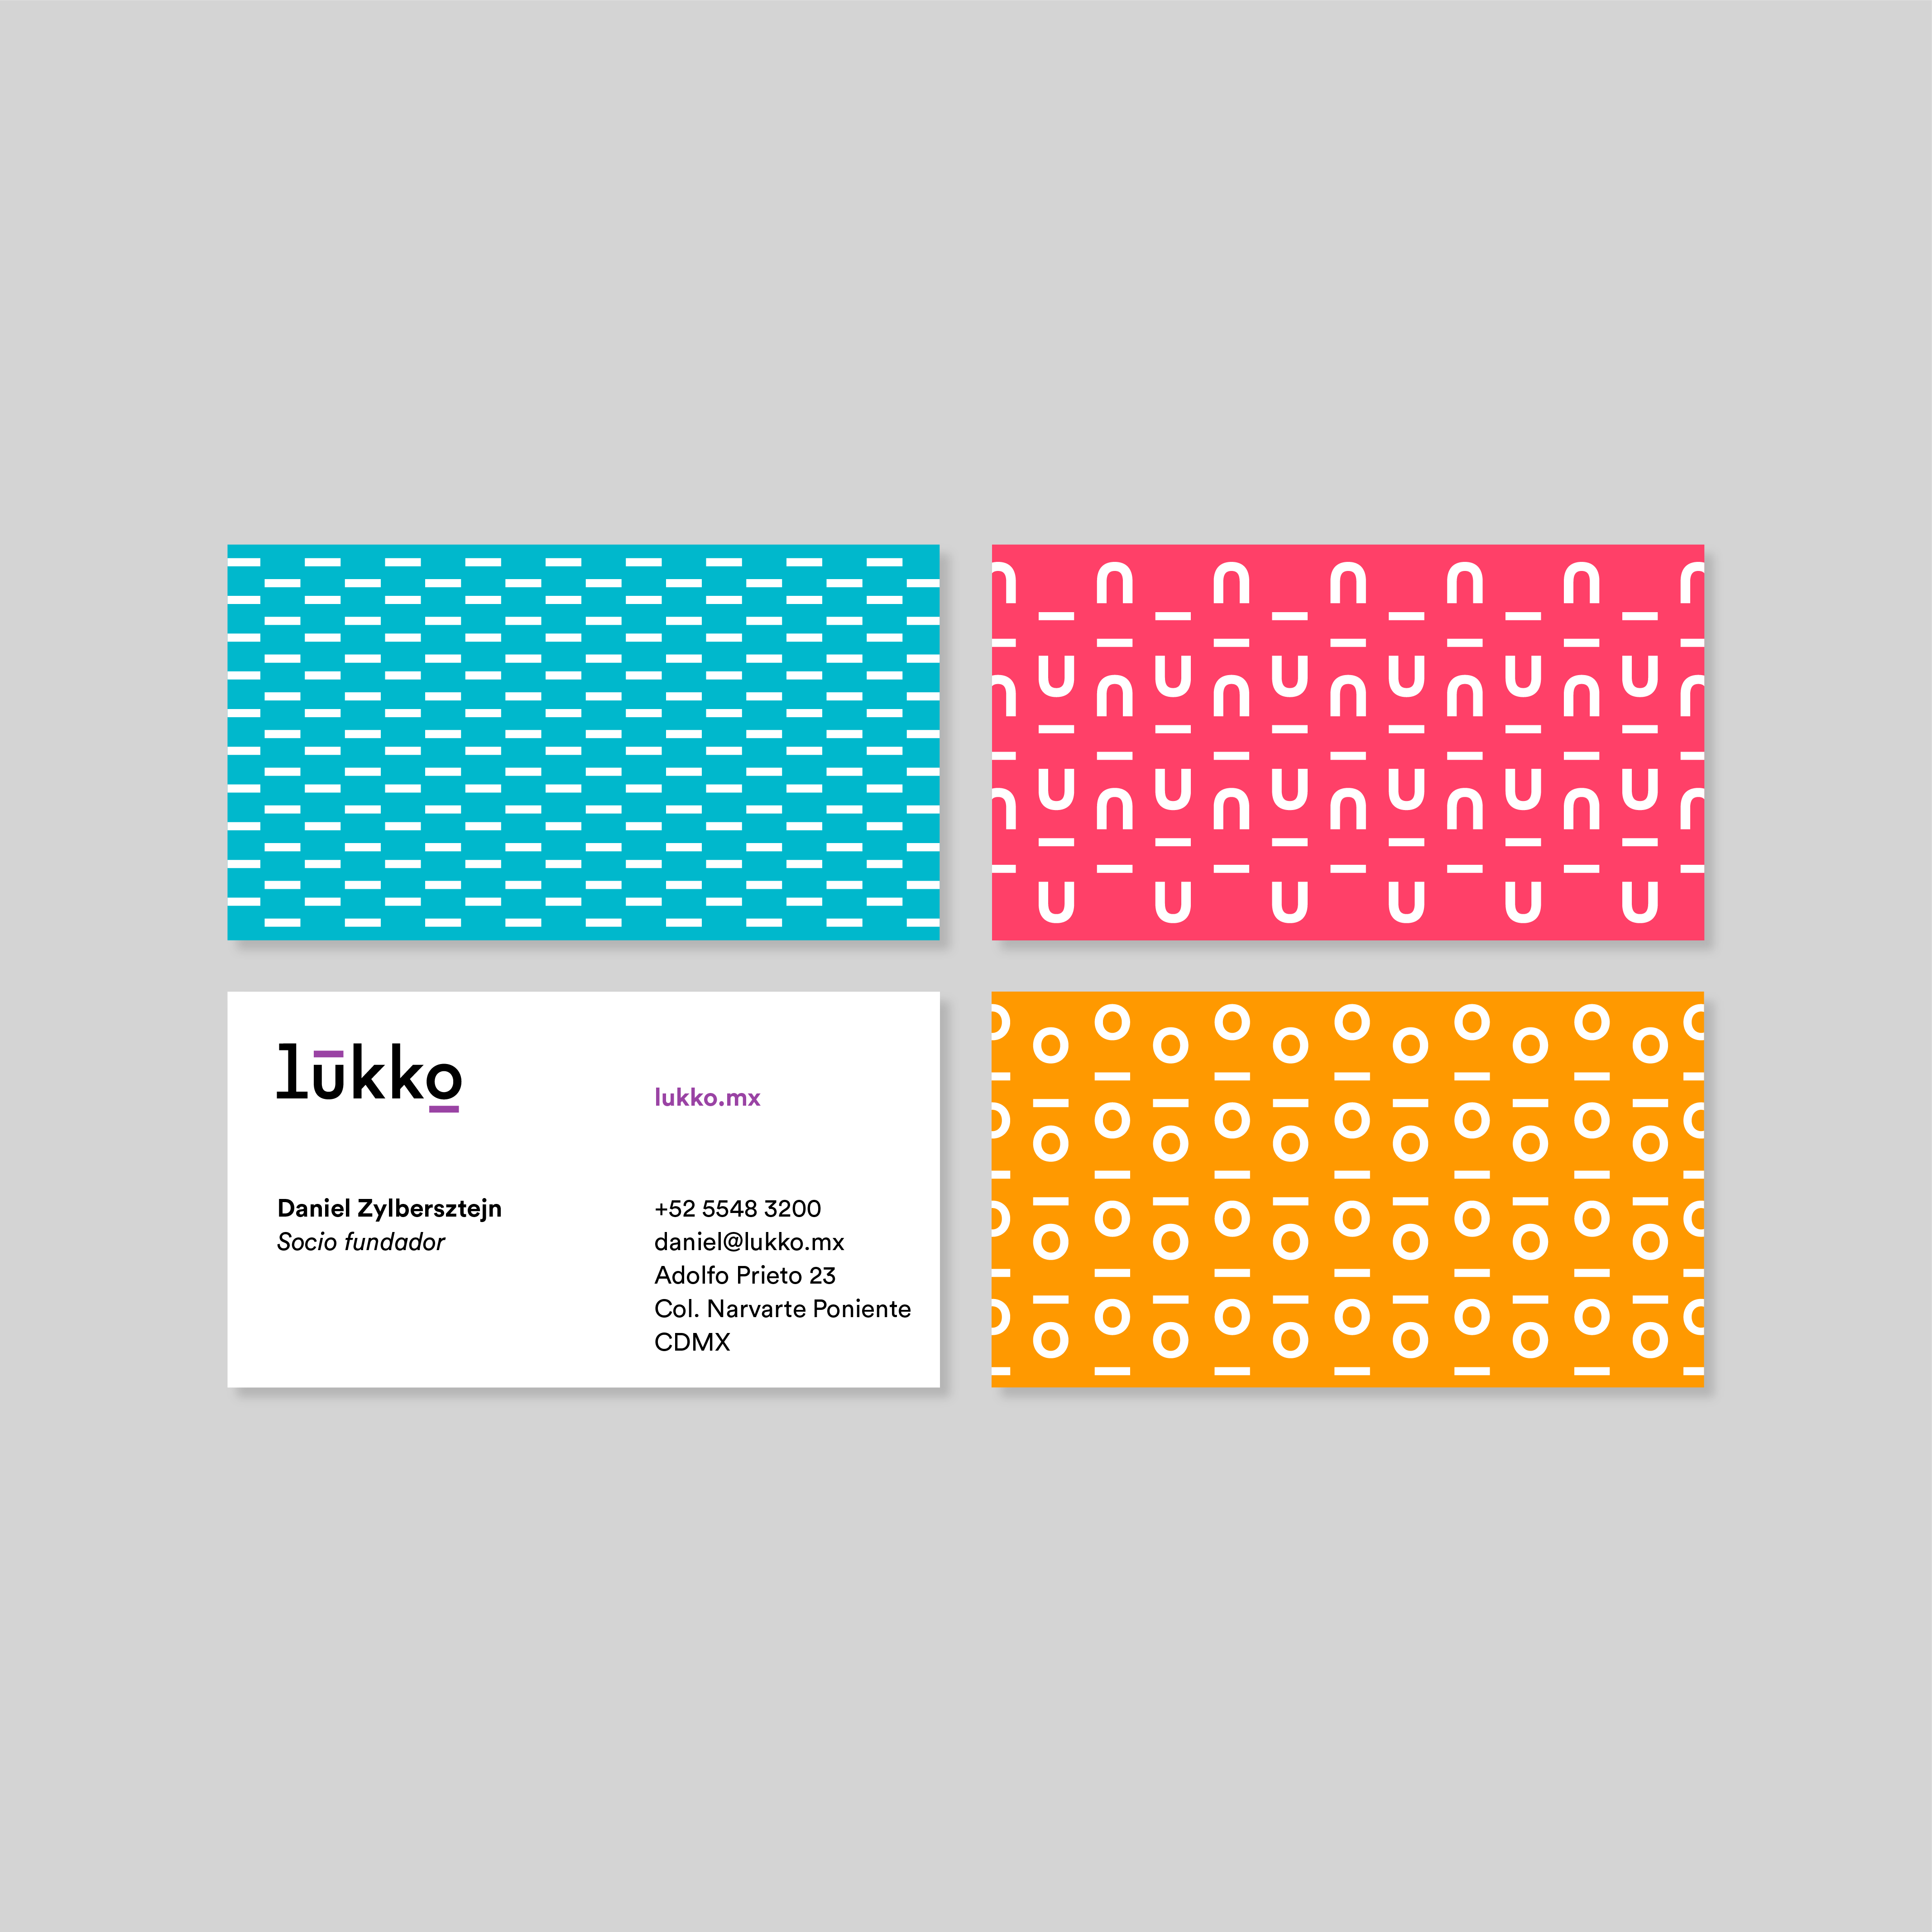 lūkko
lukko.mx
Daniel Zylbersztejn
Socio fundador
+52 5548 3200
daniel@lukko.mx
Adolfo Prieto 23
Col. Narvarte Poniente
CDMX